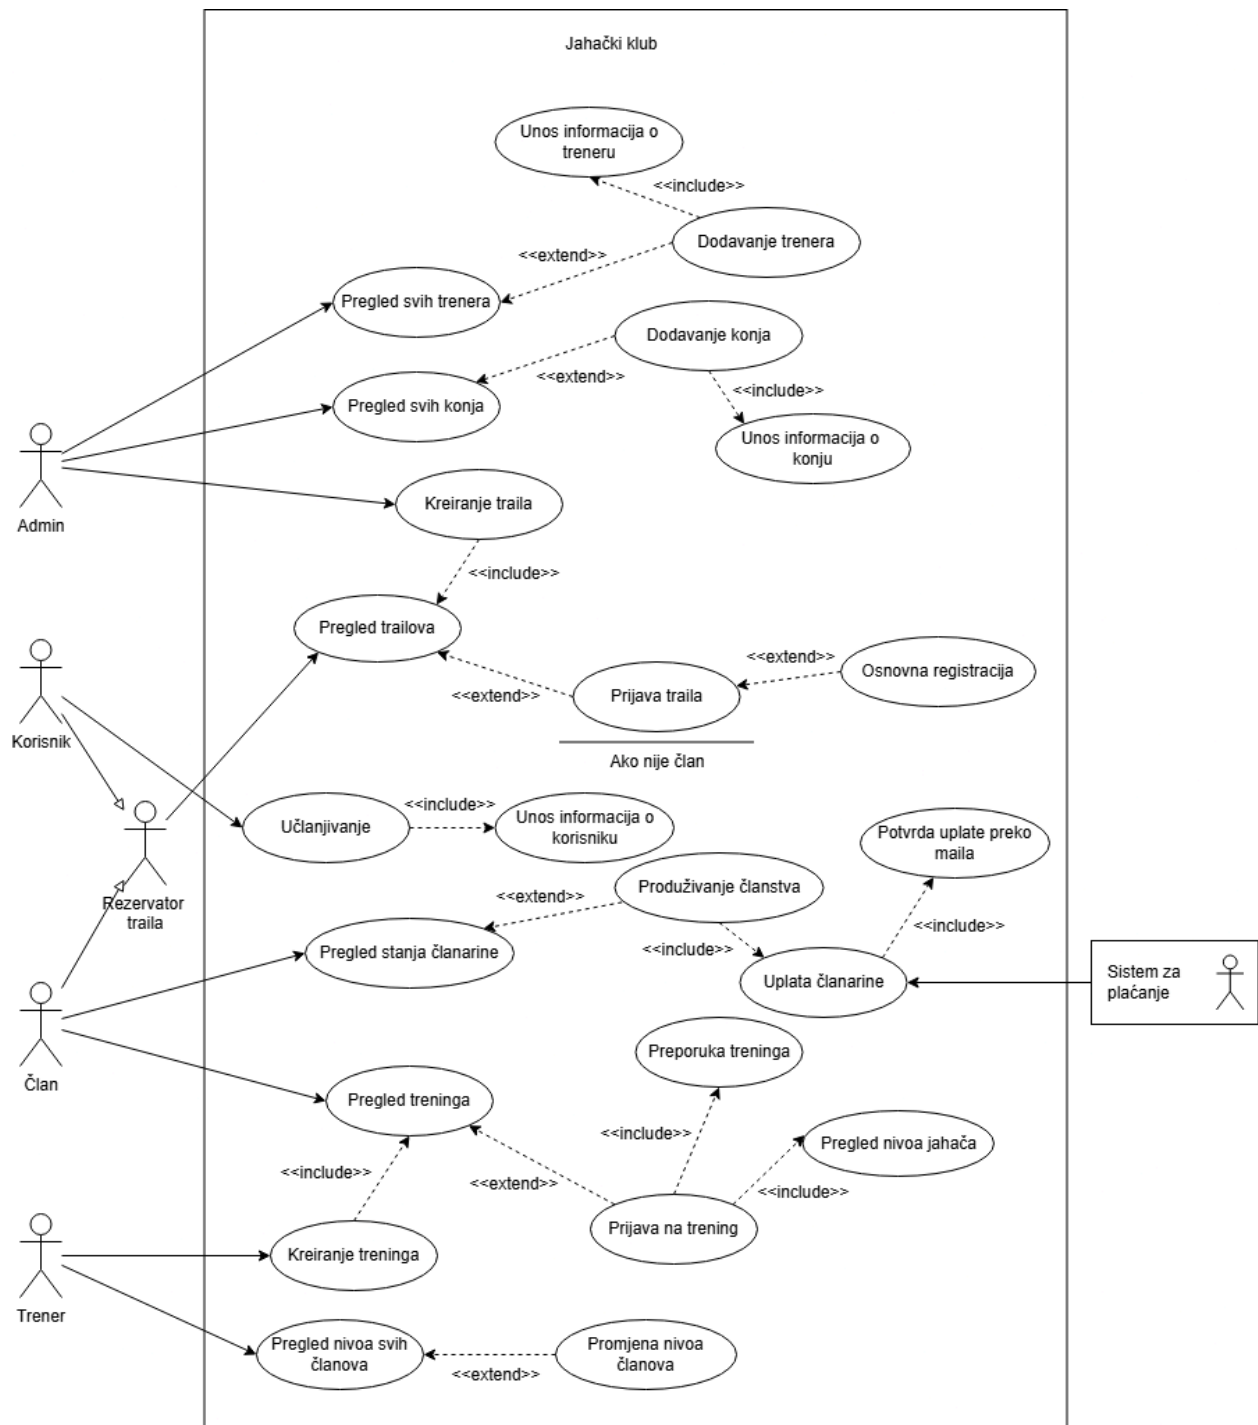 Jahački klub
Unos informacija o
treneru
<<include>>
Dodavanje trenera
<<extend>>
Pregled svih trenera
Dodavanje konja
<<extend>>
<<include>>
Pregled svih konja
Unos informacija o
konju
Admin
Kreiranje traila
<<include>>
Pregled trailova
<<extend>>
Osnovna registracija
<<extend>>
Prijava traila
Korisnik
Ako nije član
Učlanjivanje
<<include>>
Unos informacija o
korisniku
Potvrda uplate preko
maila
Rezervator
traila
Produživanje članstva
<<extend>>
<<include>>
<<include>>
Pregled stanja članarine
Uplata članarine
Sistem za
plaćanje
Član
Preporuka treninga
Pregled treninga
<<include>>
Pregled nivoa jahača
<<include>>
<<extend>>
<<include>>
Prijava na trening
Kreiranje treninga
Trener
Pregled nivoa svih
članova
<<extend>>
Promjena nivoa
članova